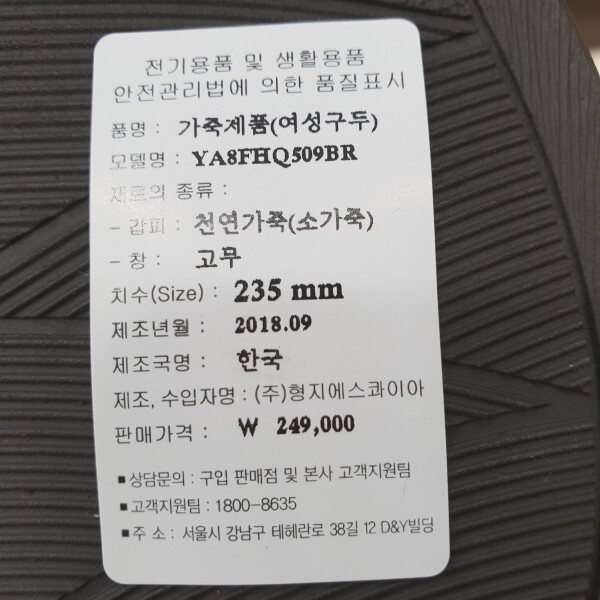 전기용품 및 생활용품
안전관리법에 의한 품질표시
품명 : 가죽제품(여성구두)
모델명 : YA8FHQ509BR
재료의 종류 :
- 갑피 : 천연가죽(소가죽)
- 창 : 고무
치수(Size) : 235 mm
제조년월 : 2018.09
제조국명 : 한국
제조, 수입자명 : (주)형지에스콰이아
판매가격 : ₩ 249,000
■상담문의 : 구입 판매점 및 본사 고객지원팀
■고객지원팀 : 1800-8635
■주 소 : 서울시 강남구 테헤란로 38길 12 D&Y빌딩